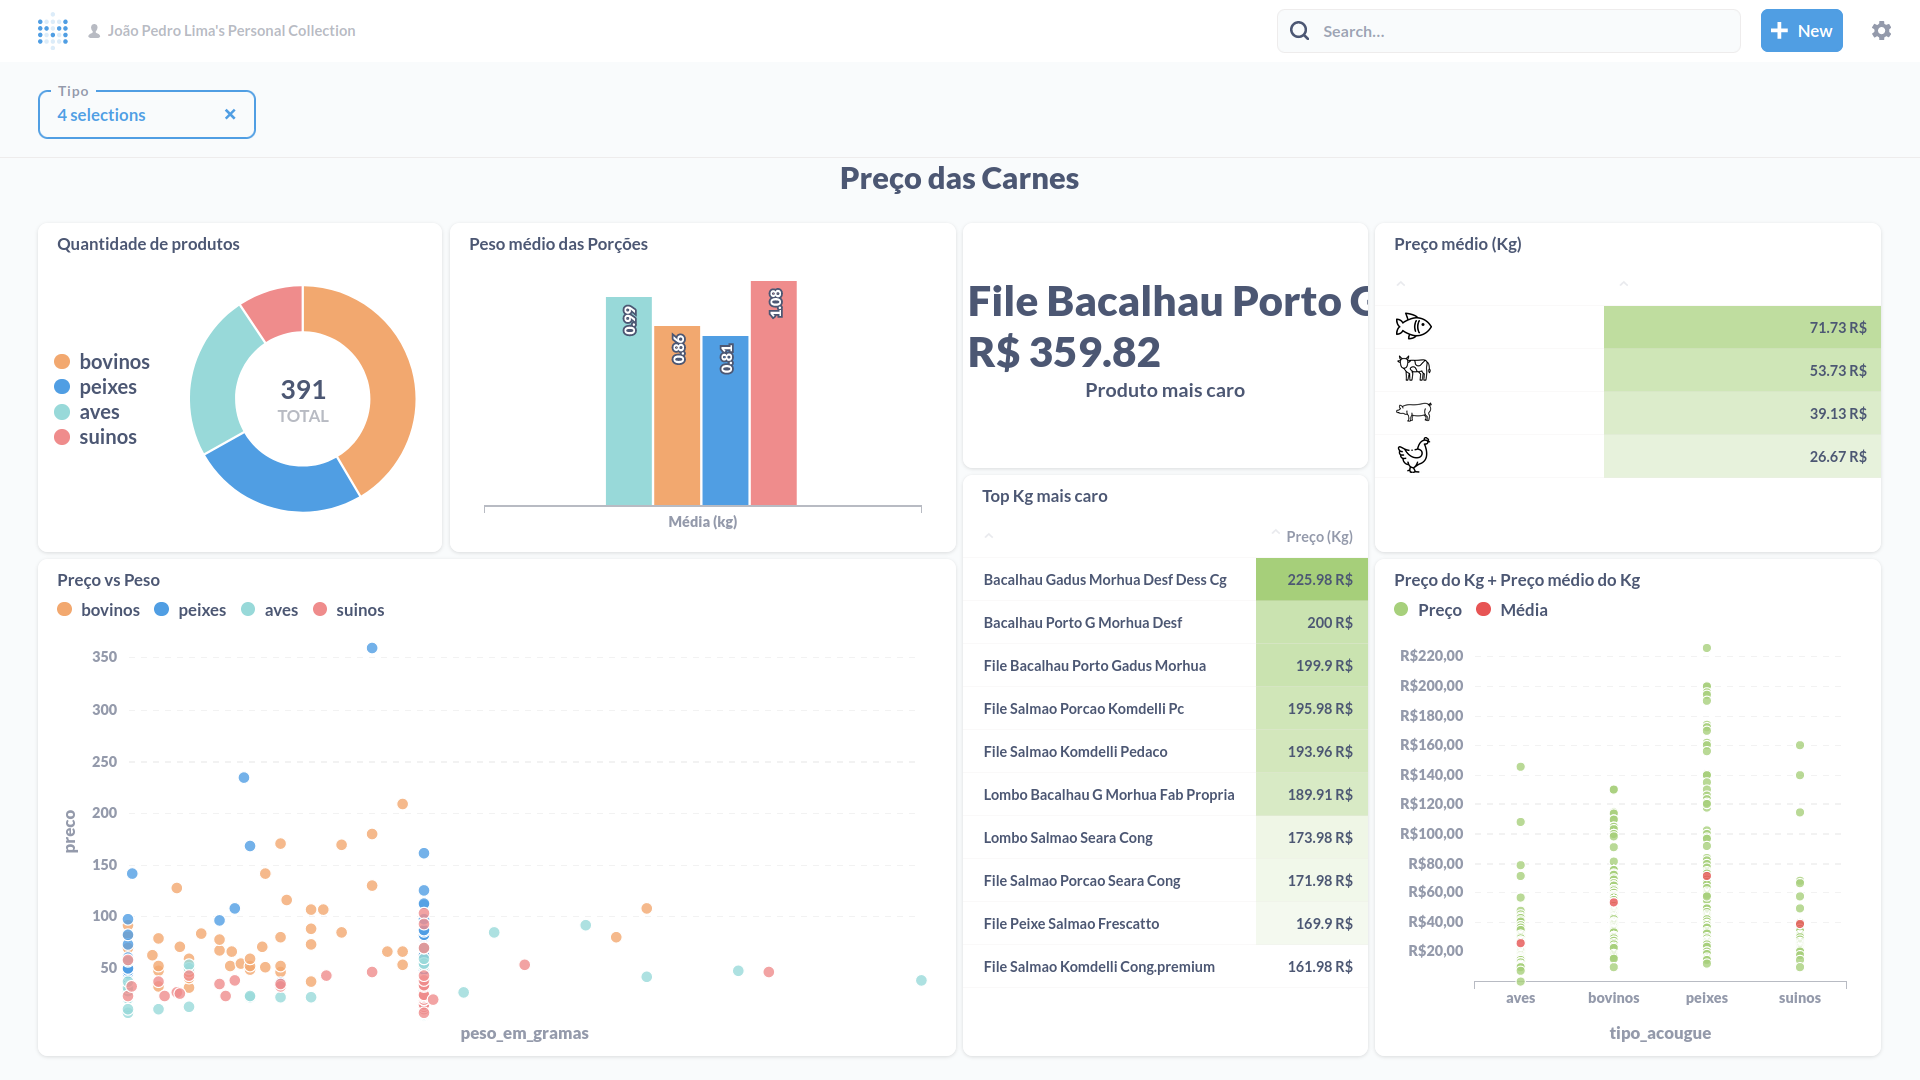 João Pedro Lima's Personal Collection
Search...
New
Tipo
4 selections
Preço das Carnes
Quantidade de produtos
bovinos
peixes
aves
suinos
391
TOTAL
Peso médio das Porções
0.99
0.86
0.81
1.08
Média (kg)
File Bacalhau Porto G
R$ 359.82
Produto mais caro
Preço médio (Kg)
71.73 R$
53.73 R$
39.13 R$
26.67 R$
Preço vs Peso
bovinos peixes aves suinos
350
300
250
200
150
100
50
preco
peso_em_gramas
Top Kg mais caro
Preço (Kg)
Bacalhau Gadus Morhua Desf Dess Cg 225.98 R$
Bacalhau Porto G Morhua Desf 200 R$
File Bacalhau Porto Gadus Morhua 199.9 R$
File Salmao Porcao Komdelli Pc 195.98 R$
File Salmao Komdelli Pedaco 193.96 R$
Lombo Bacalhau G Morhua Fab Propria 189.91 R$
Lombo Salmao Seara Cong 173.98 R$
File Salmao Porcao Seara Cong 171.98 R$
File Peixe Salmao Frescatto 169.9 R$
File Salmao Komdelli Cong.premium 161.98 R$
Preço do Kg + Preço médio do Kg
Preço Média
R$220,00
R$200,00
R$180,00
R$160,00
R$140,00
R$120,00
R$100,00
R$80,00
R$60,00
R$40,00
R$20,00
aves bovinos peixes suinos
tipo_acougue